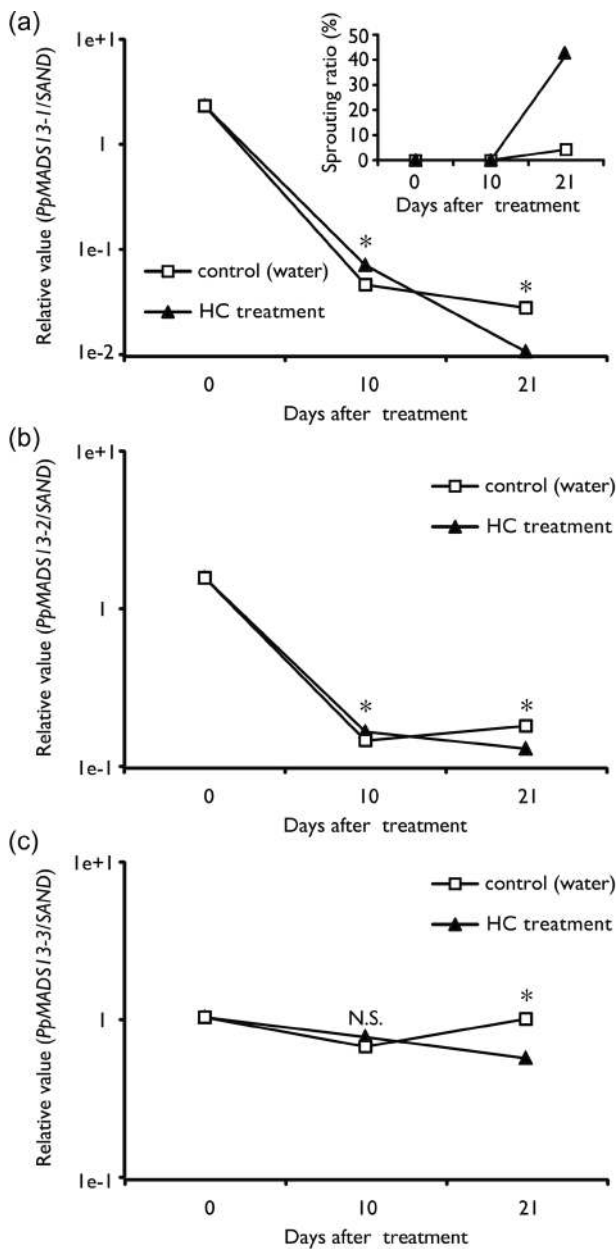 (a)
1e+1
1
1e-1
1e-2
Relative value (PpMADS13-1/SAND)
50
40
30
20
10
0
Sprouting ratio (%)
0 10 21
Days after treatment
*
*
control (water)
HC treatment
0 10 21
Days after treatment
(b)
1e+1
1
1e-1
Relative value (PpMADS13-2/SAND)
control (water)
HC treatment
*
*
0 10 21
Days after treatment
(c)
1e+1
1
1e-1
Relative value (PpMADS13-3/SAND)
control (water)
HC treatment
N.S.
*
0 10 21
Days after treatment